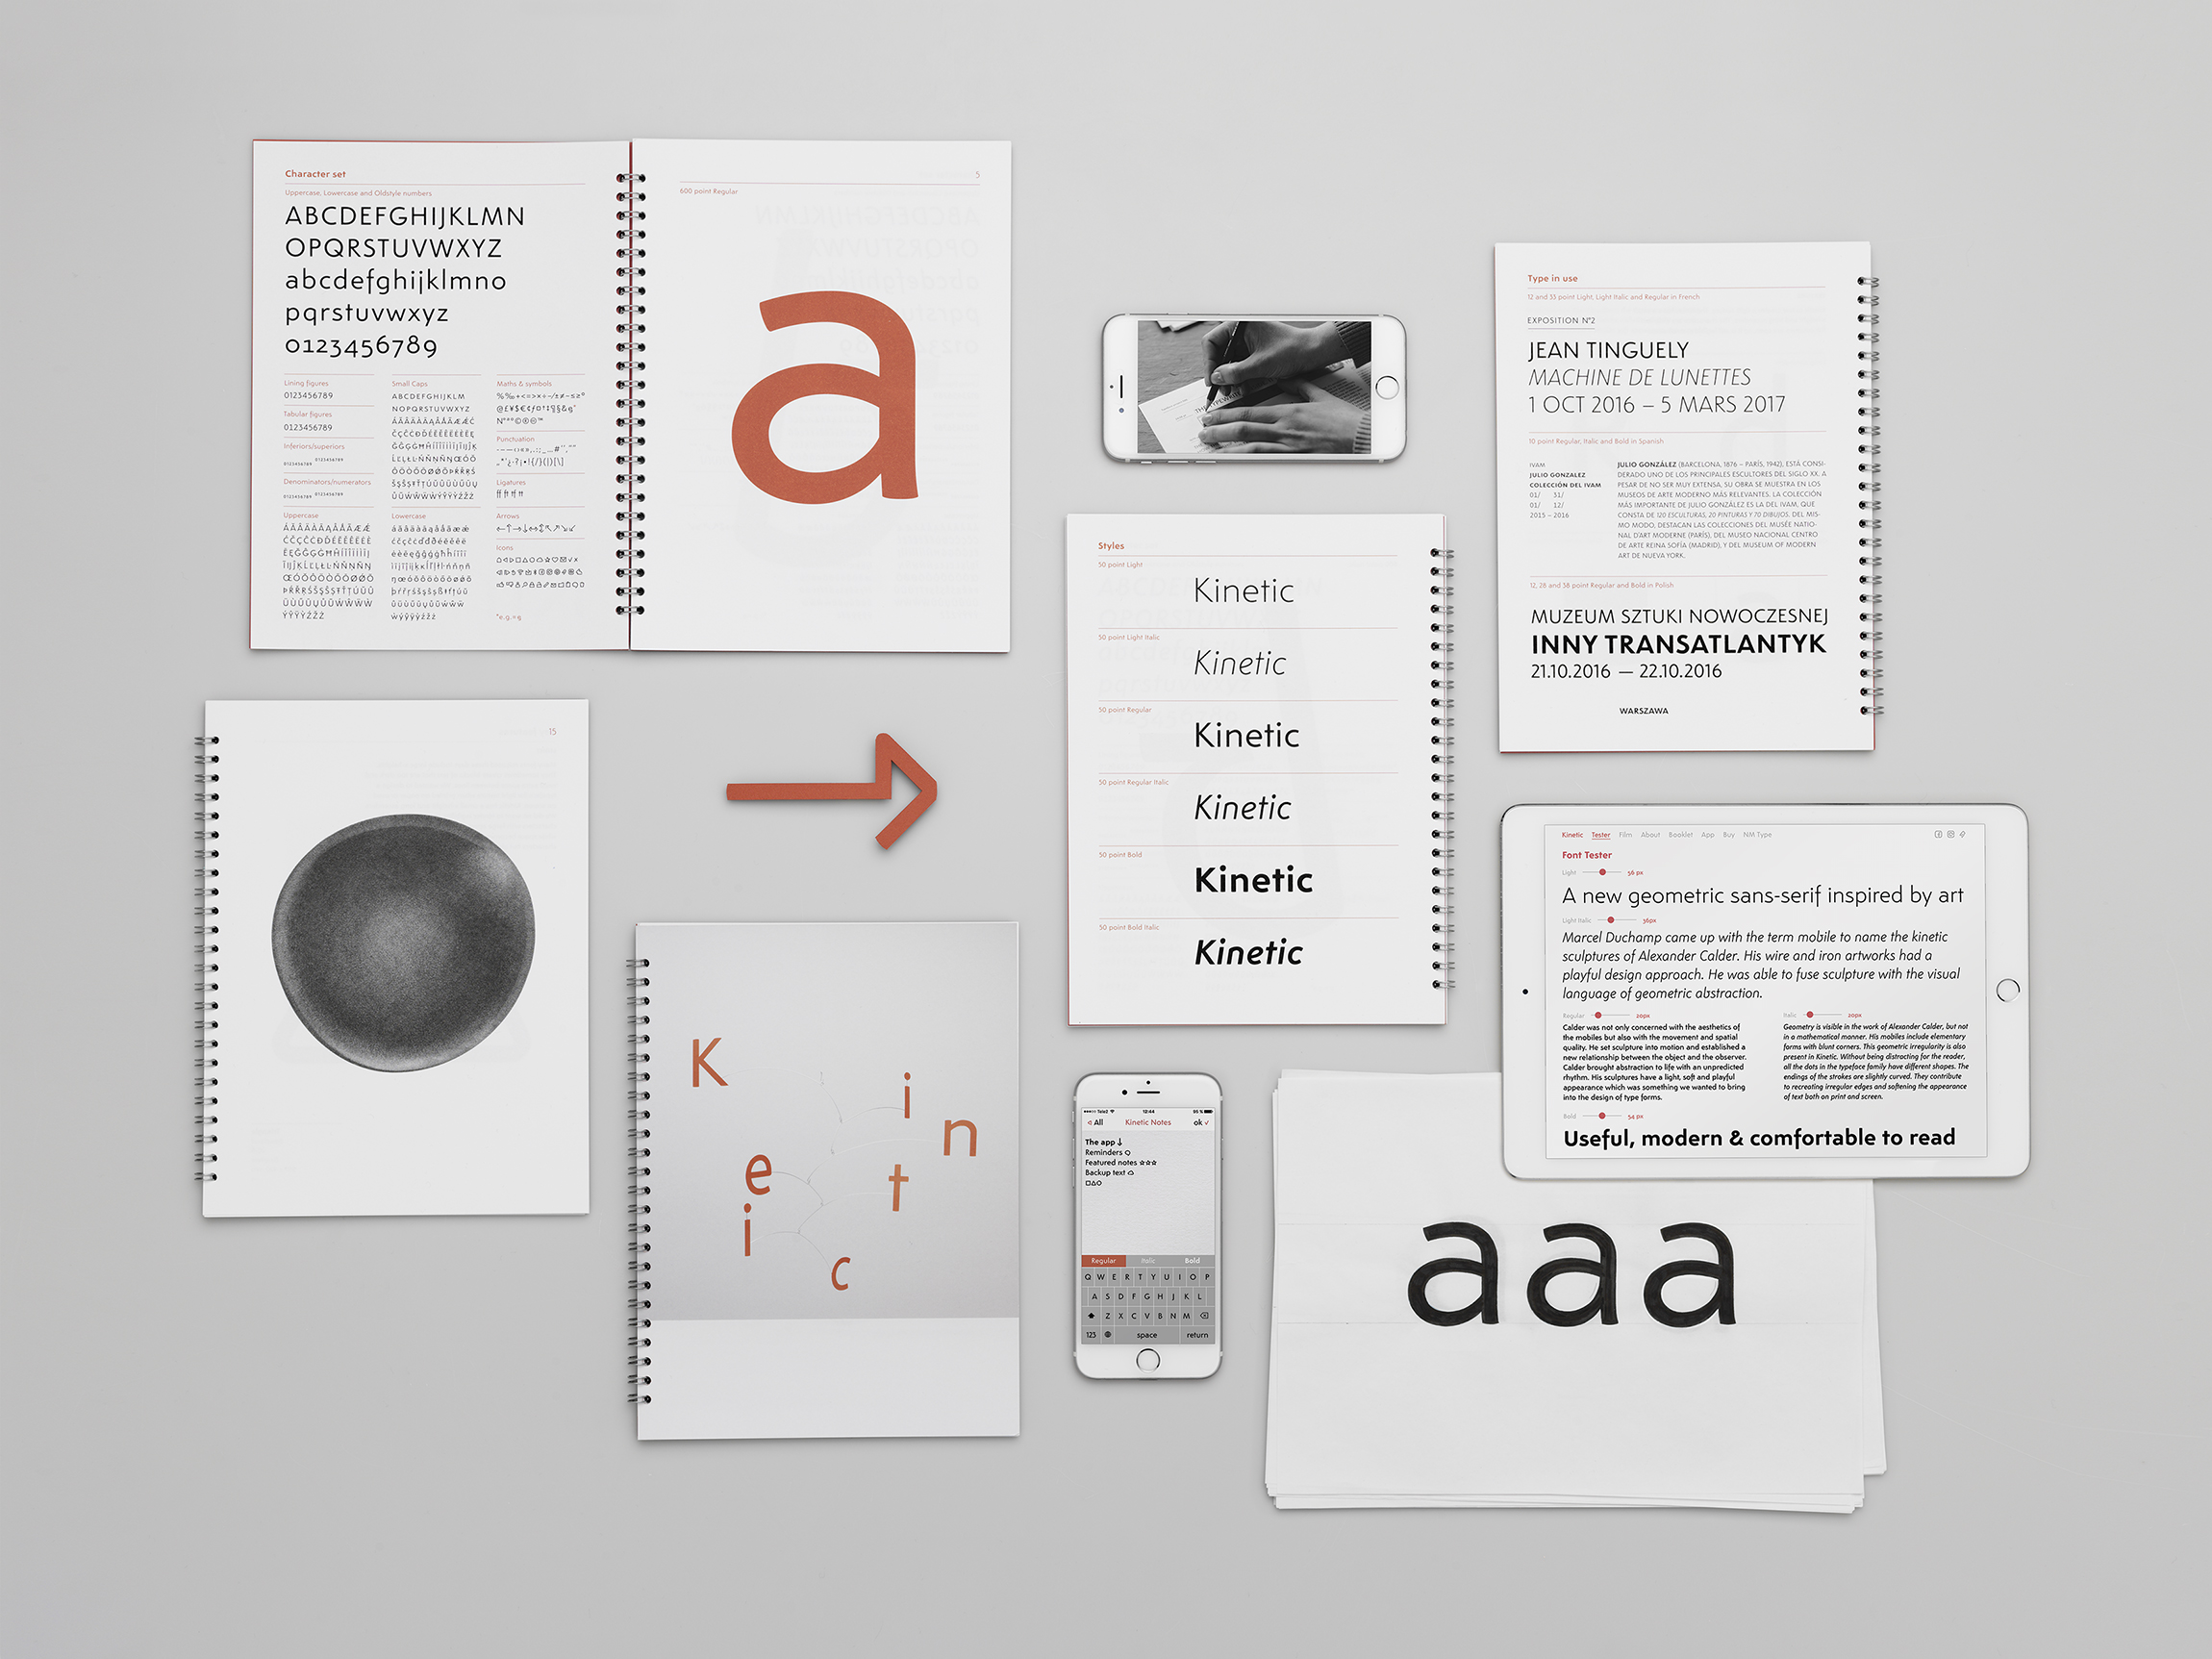 Character set
Uppercase, Lowercase and Oldstyle numbers
ABCDEFGHIJKLMN
OPQRSTUVWXYZ
abcdefghijklmno
pqrstuvwxyz
0123456789
Lining figures
0123456789
Tabular figures
0123456789
Inferiors/superiors
0123456789 0123456789
Denominators/numerators
0123456789 0123456789
Small Caps
ABCDEFGHIJKLM
NOPQRSTUVWXYZ
Maths & symbols
Punctuation
Ligatures
Arrows
Icons
Uppercase
Lowercase
*e.g.=g
5
600 point Regular
a
Type in use
12 and 33 point Light, Light Italic and Regular in French
EXPOSITION N°2
JEAN TINGUELY
MACHINE DE LUNETTES
1 OCT 2016 – 5 MARS 2017
10 point Regular, Italic and Bold in Spanish
IVAM
JULIO GONZALEZ
COLECCIÓN DEL IVAM
01/ 31/
01/ 12/
2015 – 2016
JULIO GONZÁLEZ (BARCELONA, 1876 – PARÍS, 1942), ESTÁ CONSI-
DERADO UNO DE LOS PRINCIPALES ESCULTORES DEL SIGLO XX. A
PESAR DE NO SER MUY EXTENSA, SU OBRA SE MUESTRA EN LOS
MUSEOS DE ARTE MODERNO MÁS RELEVANTES. LA COLECCIÓN
MÁS IMPORTANTE DE JULIO GONZÁLEZ ES LA DEL IVAM, QUE
CONSTA DE 120 ESCULTURAS, 20 PINTURAS Y 70 DIBUJOS. DEL MIS-
MO MODO, DESTACAN LAS COLECCIONES DEL MUSÉE NATIO-
NAL D'ART MODERNE (PARÍS), DEL MUSEO NACIONAL CENTRO
DE ARTE REINA SOFÍA (MADRID), Y DEL MUSEUM OF MODERN
ART DE NUEVA YORK.
12, 28 and 58 point Regular and Bold in Polish
MUZEUM SZTUKI NOWOCZESNEJ
INNY TRANSATLANTYK
21.10.2016 — 22.10.2016
WARSZAWA
Styles
50 point Light
Kinetic
50 point Light Italic
Kinetic
50 point Regular
Kinetic
50 point Regular Italic
Kinetic
50 point Bold
Kinetic
50 point Bold Italic
Kinetic
15
K
i
n
e
t
i
c
Kinetic Tester Film About Booklet App Buy NM Type
Font Tester
Light 56 px
A new geometric sans-serif inspired by art
Light Italic 36px
Marcel Duchamp came up with the term mobile to name the kinetic
sculptures of Alexander Calder. His wire and iron artworks had a
playful design approach. He was able to fuse sculpture with the visual
language of geometric abstraction.
Regular 20px
Calder was not only concerned with the aesthetics of
the mobiles but also with the movement and spatial
quality. He set sculpture into motion and established a
new relationship between the object and the observer.
Calder brought abstraction to life with an unpredicted
rhythm. His sculptures have a light, soft and playful
appearance which was something we wanted to bring
into the design of type forms.
Italic 20px
Geometry is visible in the work of Alexander Calder, but not
in a mathematical manner. His mobiles include elementary
forms with blunt corners. This geometric irregularity is also
present in Kinetic. Without being distracting for the reader,
all the dots in the typeface family have different shapes. The
endings of the strokes are slightly curved. They contribute
to recreating irregular edges and softening the appearance
of text both on print and screen.
Bold 54 px
Useful, modern & comfortable to read
Tele2 12:44 95 %
All Kinetic Notes ok
The app ↓
Reminders
Featured notes ☆☆☆
Backup text
□△○
Regular Italic Bold
Q W E R T Y U I O P
A S D F G H J K L
Z X C V B N M
123 space return
aaa